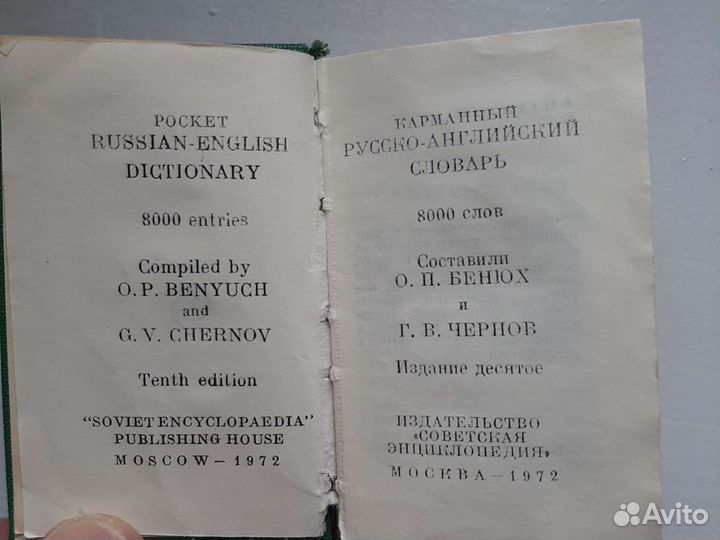 POCKET
RUSSIAN-ENGLISH
DICTIONARY
8000 entries
Compiled by
O.P. BENYUCH
and
G. V. CHERNOV
Tenth edition
"SOVIET ENCYCLOPAEDIA"
PUBLISHING HOUSE
MOSCOW – 1972
КАРМАННЫЙ
РУССКО-АНГЛИЙСКИЙ
СЛОВАРЬ
8000 слов
Составили
О. П. БЕНЮХ
и
Г. В. ЧЕРНОВ
Издание десятое
ИЗДАТЕЛЬСТВО
«СОВЕТСКАЯ
ЭНЦИКЛОПЕДИЯ»
МОСКВА – 1972
Avito